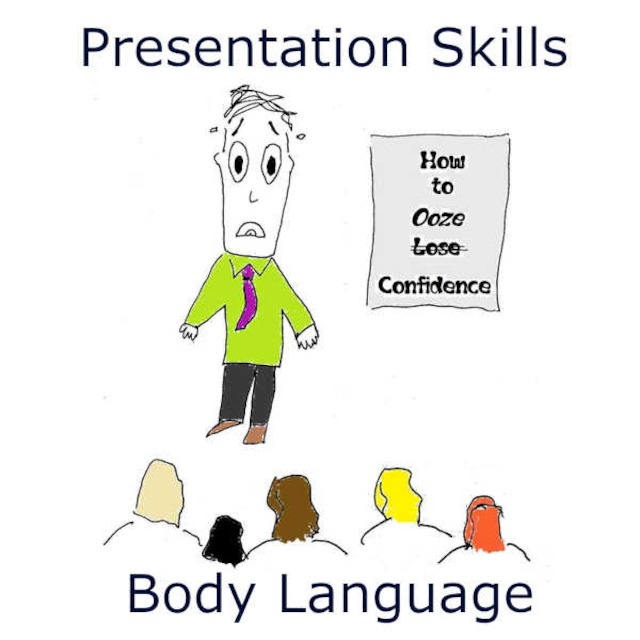 Presentation Skills
How
to
Ooze
Lose
Confidence
Body Language